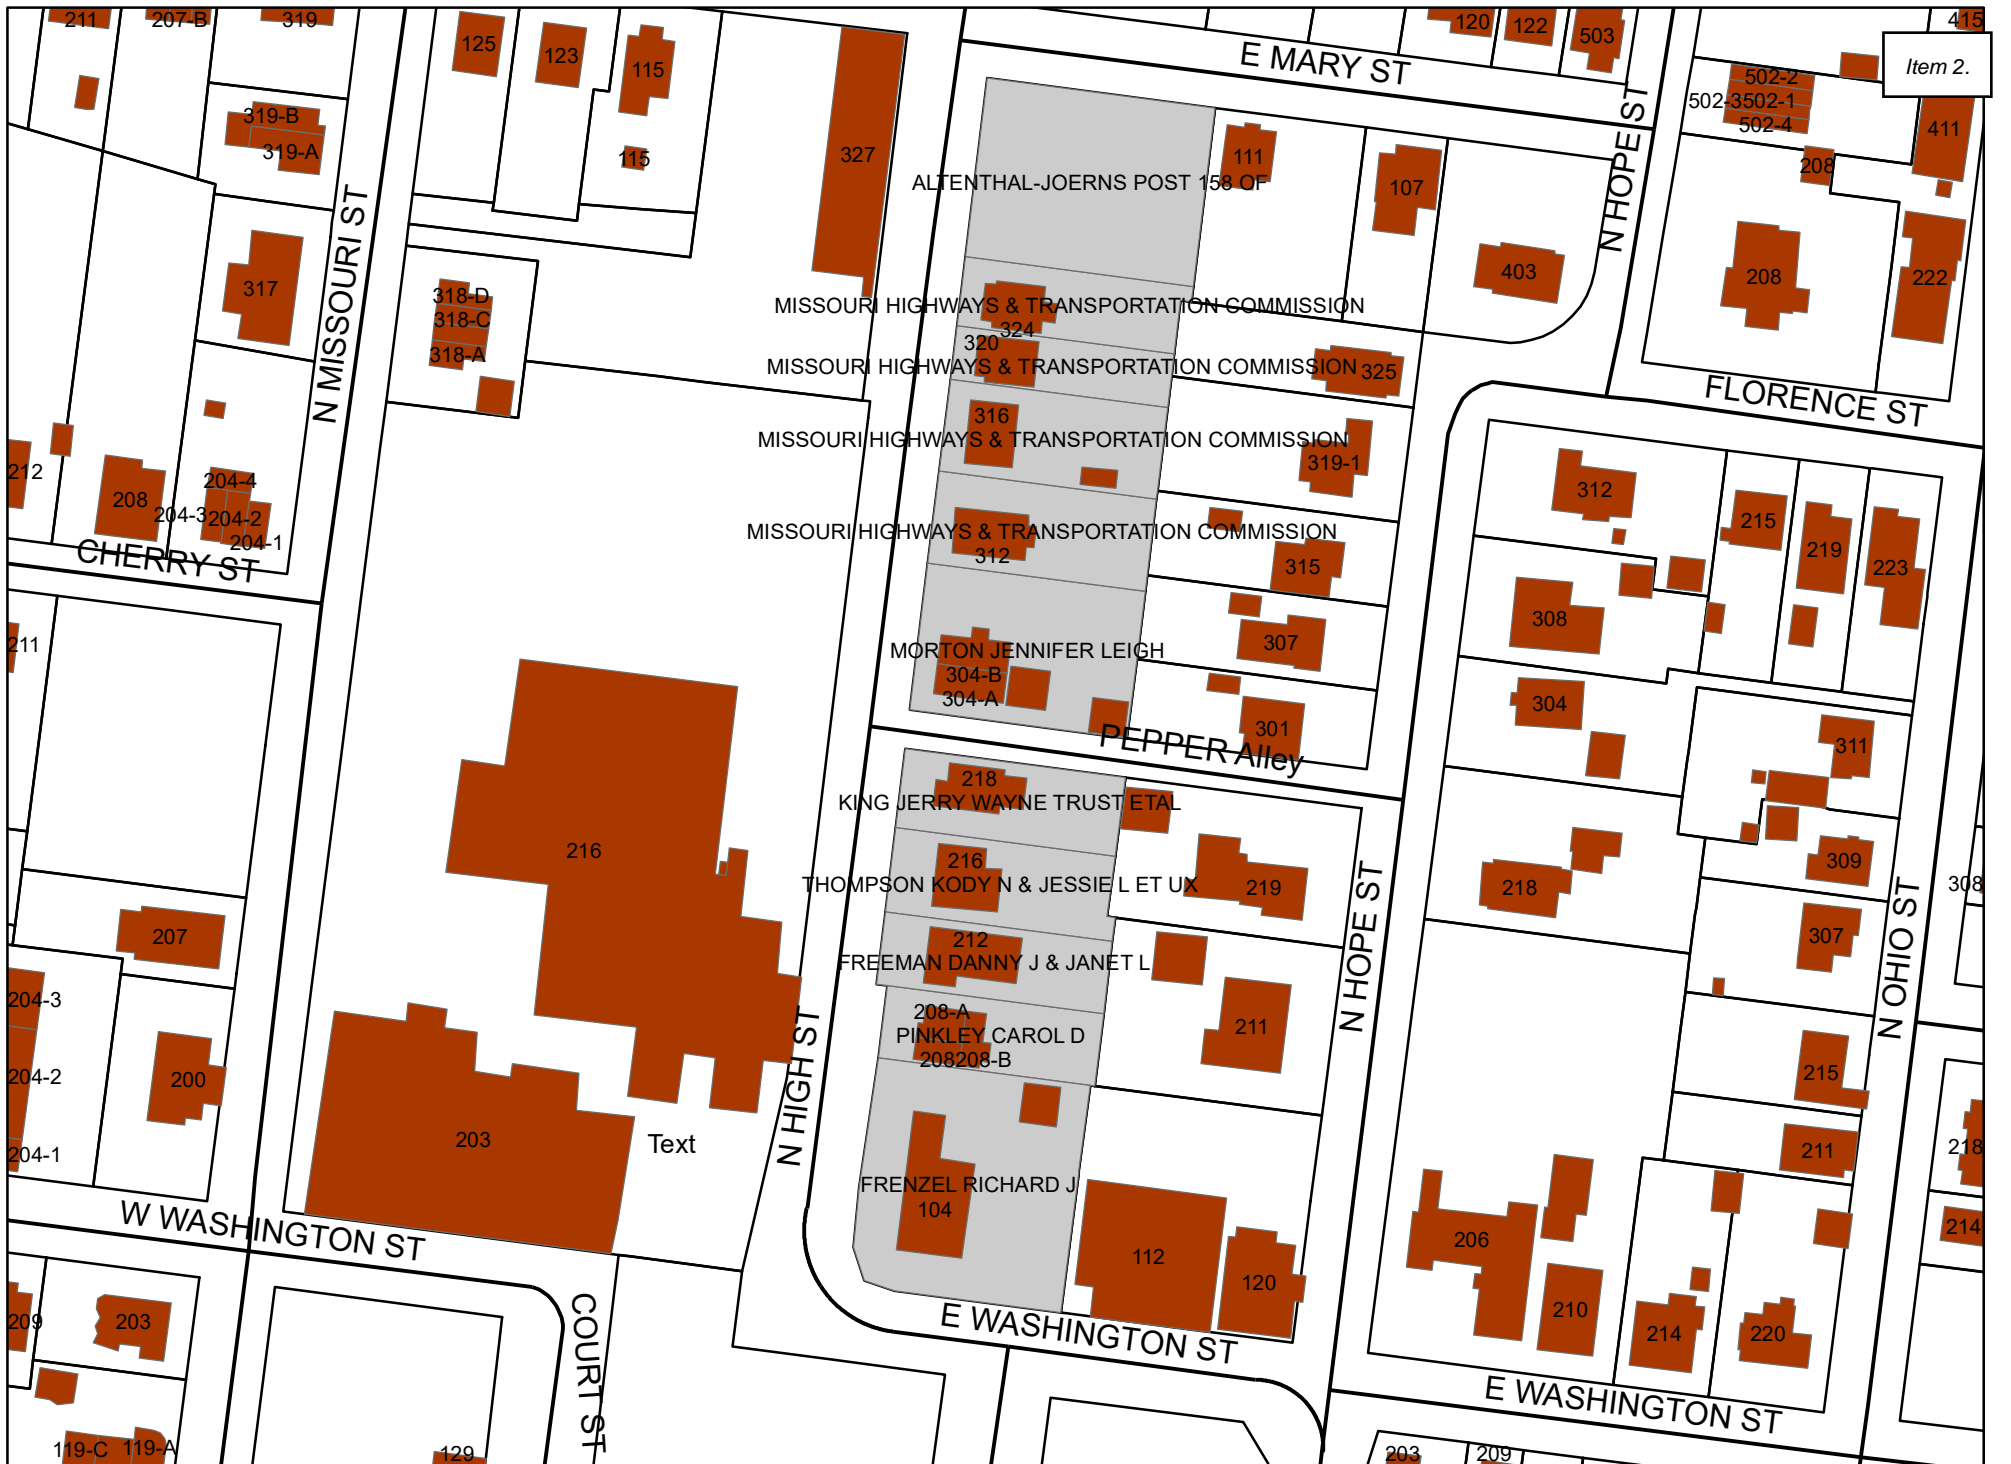 211
207-B
319
120
122
503
415
125
123
115
E MARY ST
Item 2.
502-2
502-3502-1
502-4
319-B
319-A
115
327
111
107
N HOPE ST
208
411
ALTENTHAL-JOERNS POST 158 OF
N MISSOURI ST
317
403
208
222
318-D
318-C
318-A
MISSOURI HIGHWAYS & TRANSPORTATION COMMISSION
324
320
MISSOURI HIGHWAYS & TRANSPORTATION COMMISSION
325
FLORENCE ST
316
MISSOURI HIGHWAYS & TRANSPORTATION COMMISSION
319-1
212
208
204-4
204-3
204-2
204-1
312
215
219
223
MISSOURI HIGHWAYS & TRANSPORTATION COMMISSION
312
315
CHERRY ST
308
211
307
MORTON JENNIFER LEIGH
304-B
304-A
304
301
PEPPER Alley
311
218
KING JERRY WAYNE TRUST ETAL
216
216
THOMPSON KODY N & JESSIE L ET UX
219
218
309
308
207
212
FREEMAN DANNY J & JANET L
N HOPE ST
307
N OHIO ST
204-3
208-A
PINKLEY CAROL D
208208-B
211
204-2
200
N HIGH ST
215
203
Text
204-1
211
218
FRENZEL RICHARD J
104
W WASHINGTON ST
112
120
206
214
209
203
COURT ST
E WASHINGTON ST
210
214
220
E WASHINGTON ST
119-C
119-A
129
203
209